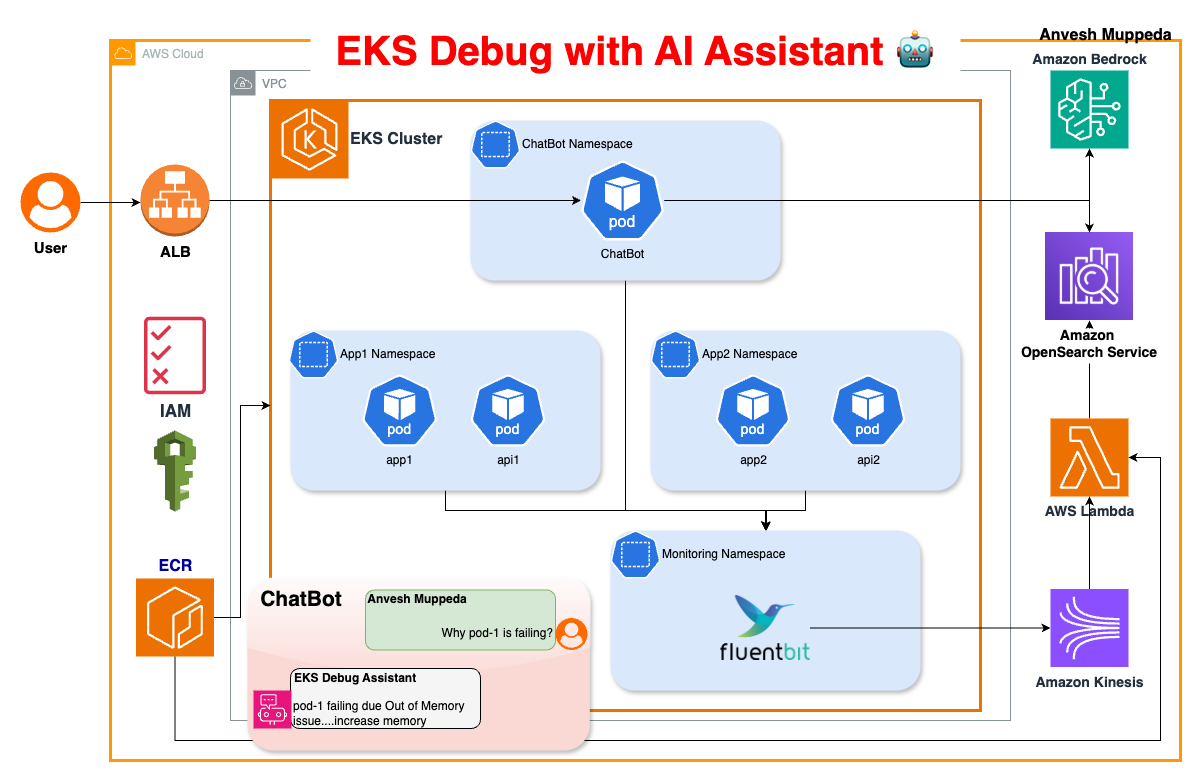 EKS Debug with AI Assistant 🤖
Anvesh Muppeda
AWS Cloud
Amazon Bedrock
VPC
EKS Cluster
ChatBot Namespace
pod
ChatBot
User
ALB
Amazon
OpenSearch Service
App1 Namespace
pod
pod
app1
api1
App2 Namespace
pod
pod
app2
api2
IAM
AWS Lambda
Monitoring Namespace
fluentbit
Amazon Kinesis
ECR
ChatBot
Anvesh Muppeda
Why pod-1 is failing?
EKS Debug Assistant
pod-1 failing due Out of Memory
issue....increase memory